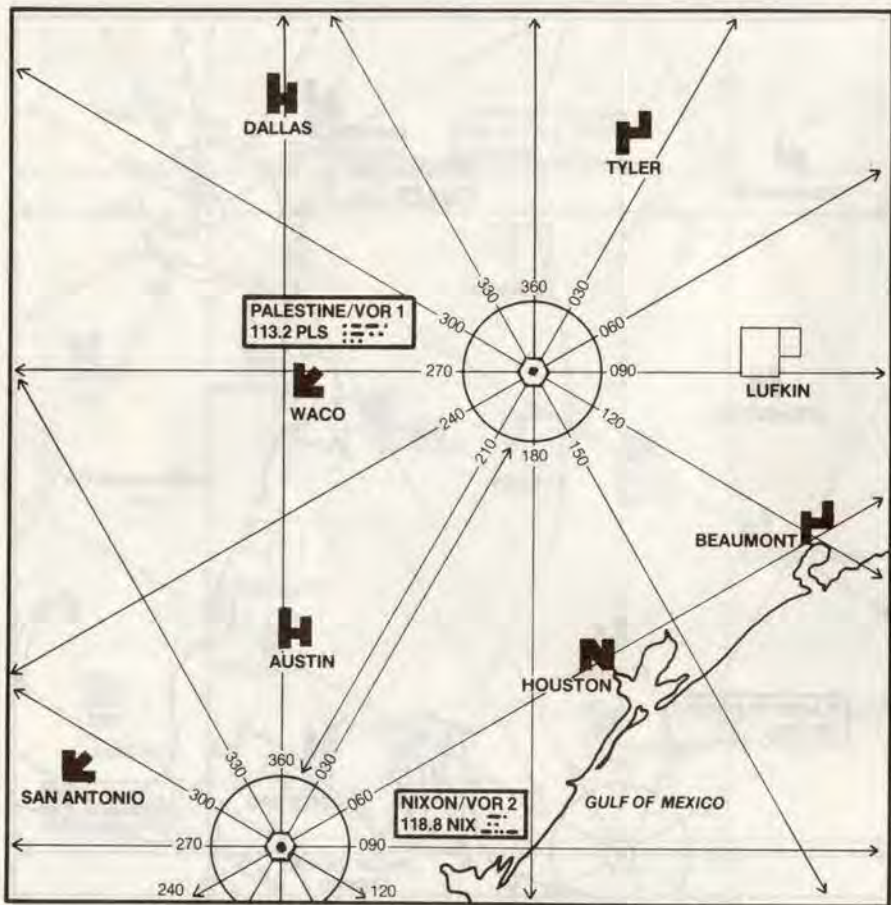 DALLAS
TYLER
330
360
030
300
060
PALESTINE/VOR 1
113.2 PLS
270
090
WACO
LUFKIN
240
120
210
180
150
BEAUMONT
AUSTIN
HOUSTON
SAN ANTONIO
330
360
030
300
060
NIXON/VOR 2
118.8 NIX
GULF OF MEXICO
270
090
240
120